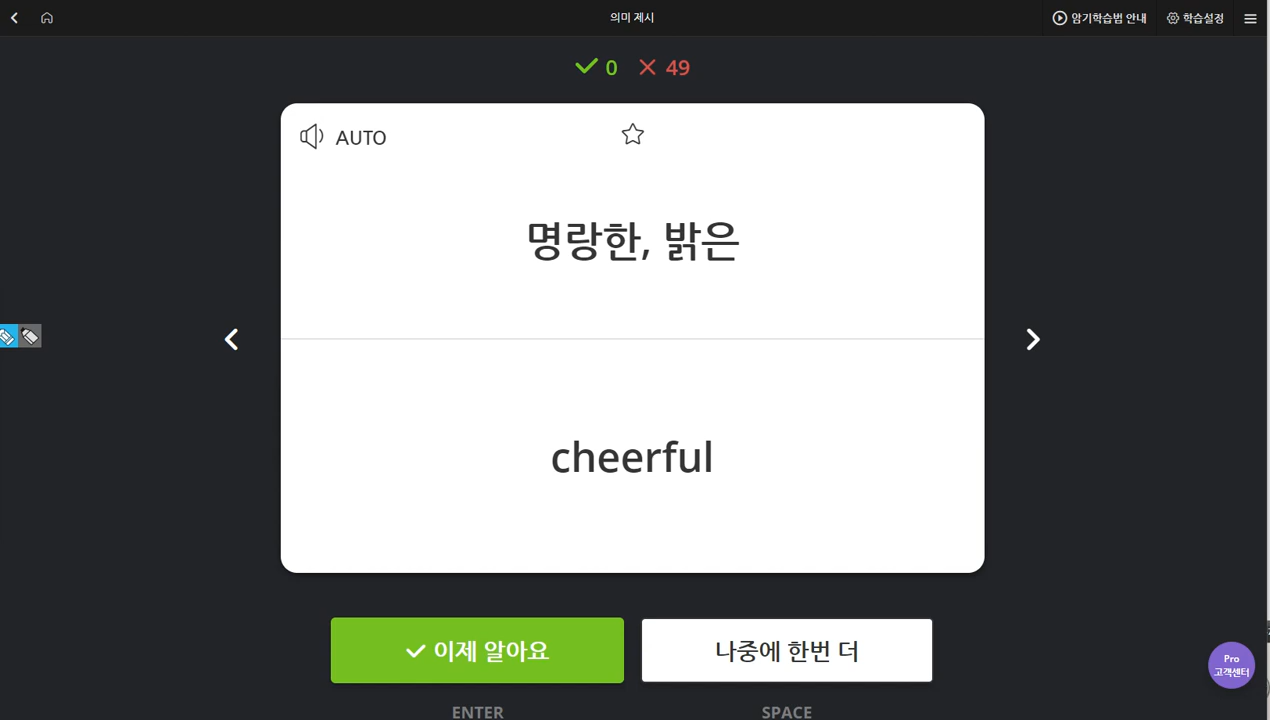 의미 제시
암기학습법 안내
학습설정
0
49
AUTO
명랑한, 밝은
cheerful
이제 알아요
나중에 한번 더
ENTER
SPACE
Pro
고객센터